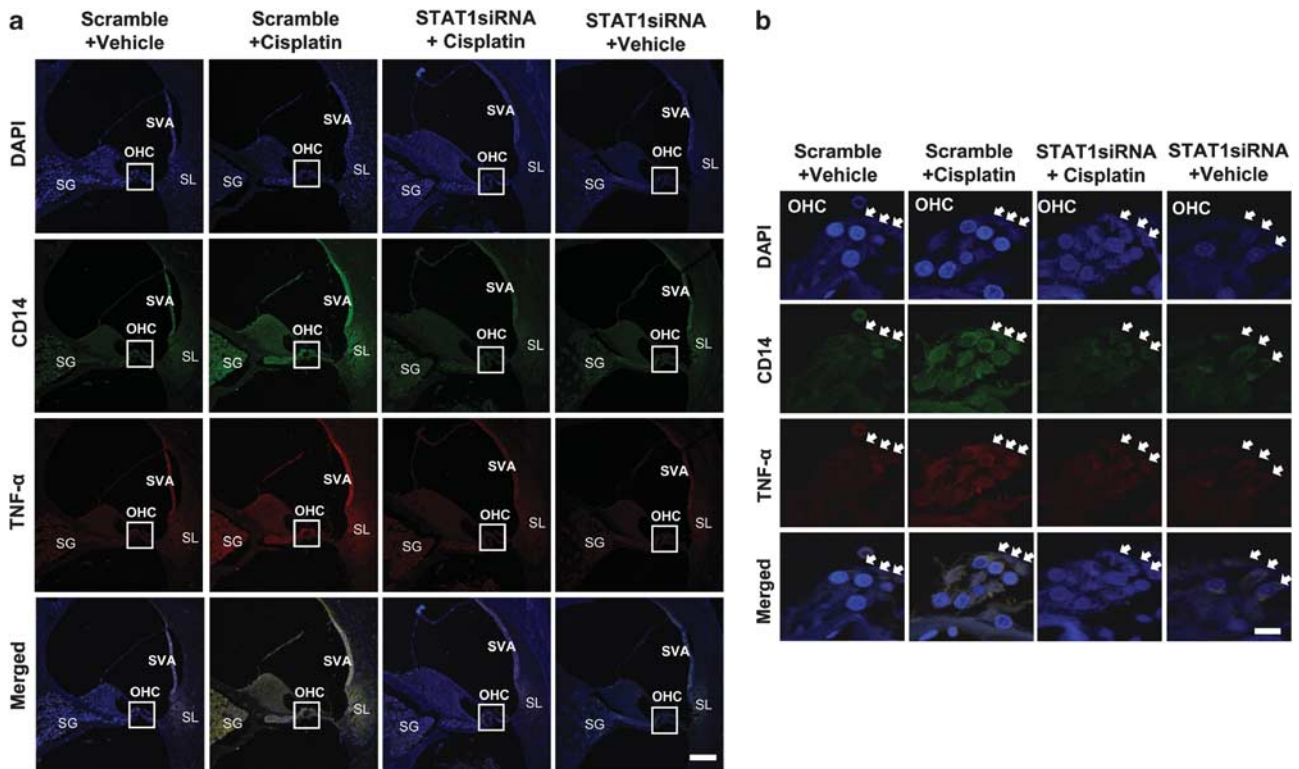 a
Scramble
+Vehicle
Scramble
+Cisplatin
STAT1siRNA
+ Cisplatin
STAT1siRNA
+Vehicle
DAPI
SVA
OHC
SG
SL
SVA
OHC
SL
SVA
OHC
SG
SL
SVA
OHC
SG
SL
CD14
SVA
OHC
SG
SL
SVA
OHC
SG
SL
SVA
OHC
SG
SL
SVA
OHC
SG
SL
TNF-α
SVA
OHC
SG
SL
SVA
OHC
SG
SL
SVA
OHC
SG
SL
SVA
OHC
SG
SL
Merged
SVA
OHC
SG
SL
SVA
OHC
SG
SL
SVA
OHC
SG
SL
SVA
OHC
SG
SL
b
Scramble
+Vehicle
Scramble
+Cisplatin
STAT1siRNA
+ Cisplatin
STAT1siRNA
+Vehicle
DAPI
OHC
OHC
OHC
OHC
CD14
TNF-α
Merged